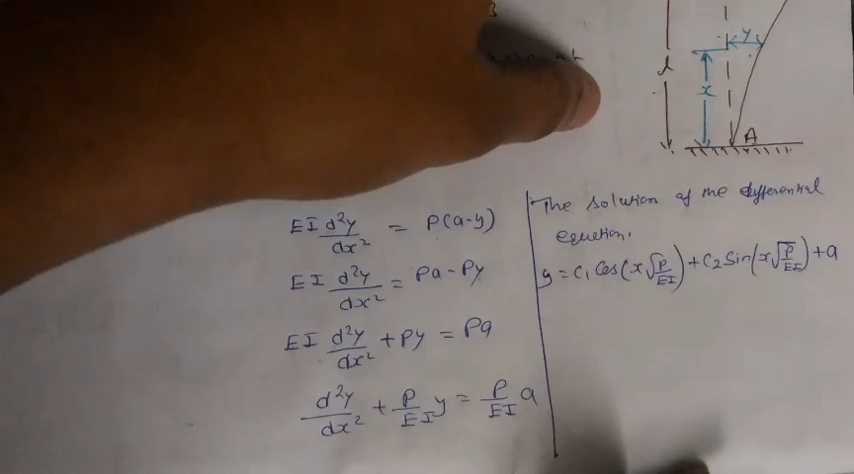 y
l
x
A
EI d²y/dx² = P(a-y)
EI d²y/dx² = Pa - Py
EI d²y/dx² + Py = Pa
d²y/dx² + P/EI y = P/EI a
The solution of the differential
equetion.
y = C₁ Cos(x√P/EI) + C₂ Sin(x√P/EI) + a